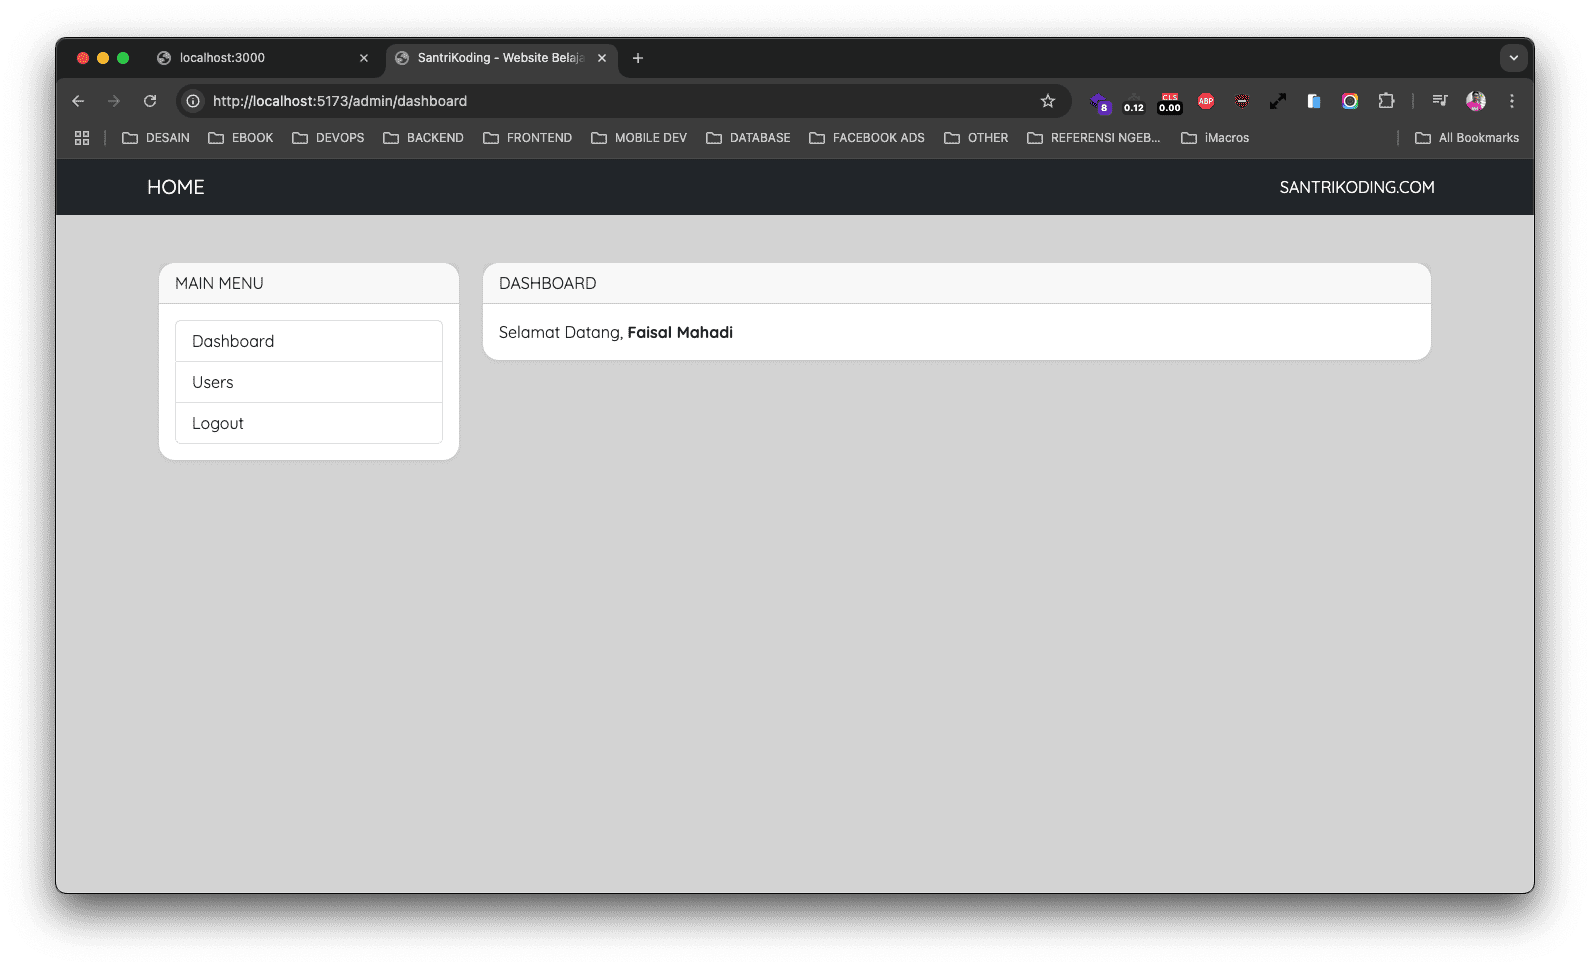 localhost:3000
SantriKoding - Website Belaja
http://localhost:5173/admin/dashboard
8
0.12
CLS
0.00
ABP
DESAIN
EBOOK
DEVOPS
BACKEND
FRONTEND
MOBILE DEV
DATABASE
FACEBOOK ADS
OTHER
REFERENSI NGEB...
iMacros
All Bookmarks
HOME
SANTRIKODING.COM
MAIN MENU
Dashboard
Users
Logout
DASHBOARD
Selamat Datang, Faisal Mahadi